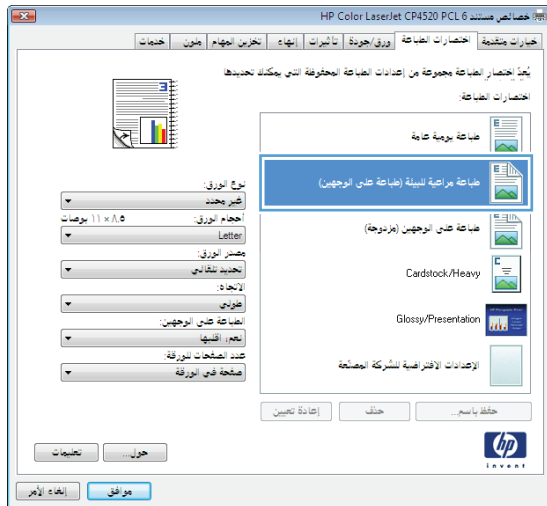 خصائص مستند HP Color LaserJet CP4520 PCL 6
خيارات متقدمة
اختصارات الطباعة
ورق/جودة
تأثيرات
إنهاء
تخزين المهام
ملون
خدمات
يُعدّ إختصار الطباعة مجموعة من إعدادات الطباعة المحفوظة التي يمكنك تحديدها
اختصارات الطباعة:
طباعة يومية عامة
طباعة مراعية للبيئة (طباعة على الوجهين)
طباعة على الوجهين (مزدوجة)
Cardstock/Heavy
Glossy/Presentation
الإعدادات الافتراضية للشركة المصنّعة
نوع الورق:
غير محدد
أحجام الورق: ٨.٥ × ١١ بوصات
Letter
مصدر الورق:
تحديد تلقائي
الاتجاه:
طولي
الطباعة على الوجهين:
نعم، اقلبها
عدد الصفحات للورقة:
صفحة في الورقة
حفظ باسم...
حذف
إعادة تعيين
hp
invent
حول...
تعليمات
موافق
إلغاء الأمر